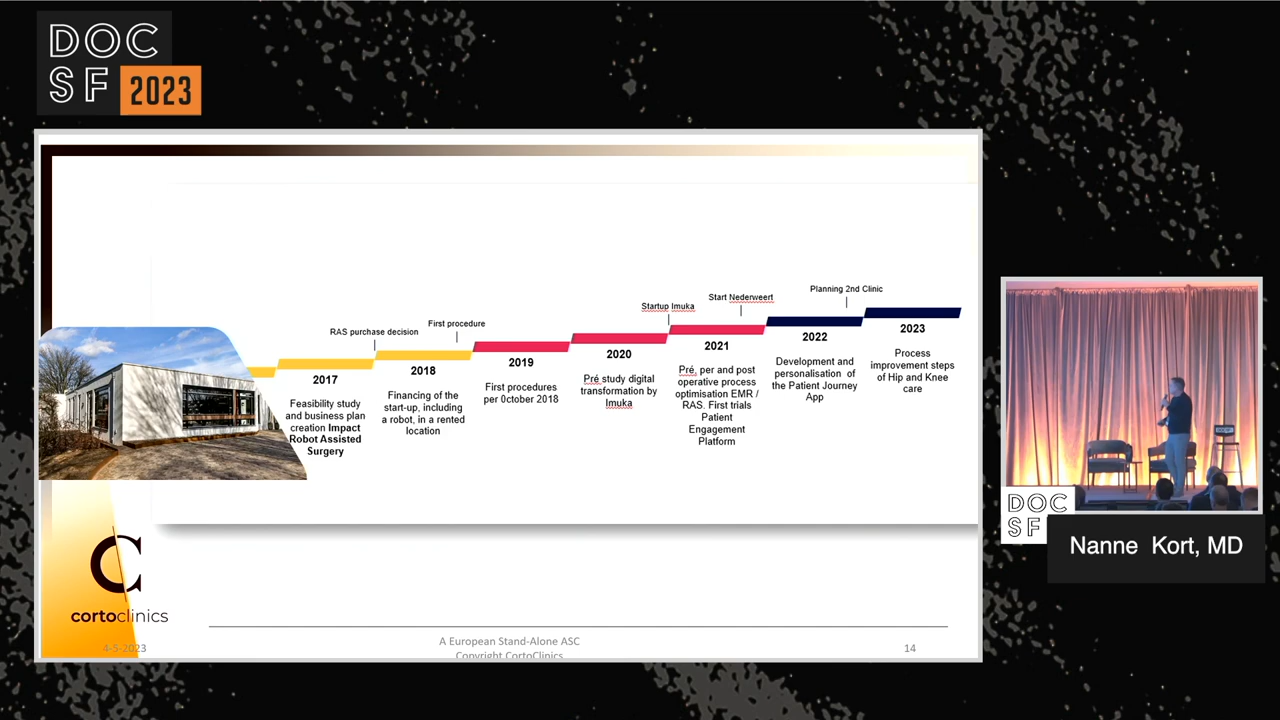 DOC
SF 2023
Planning 2nd Clinic
Start Nederweert
Startup Imuka
First procedure
RAS purchase decision
2017
Feasibility study
and business plan
creation Impact
Robot Assisted
Surgery
2018
Financing of the
start-up, including
a robot, in a rented
location
2019
First procedures
per 0ctober 2018
2020
Pré study digital
transformation by
Imuka
2021
Pré, per and post
operative process
optimisation EMR /
RAS. First trials
Patient
Engagement
Platform
2022
Development and
personalisation of
the Patient Journey
App
2023
Process
improvement steps
of Hip and Knee
care
C
cortoclinics
4-5-2023
A European Stand-Alone ASC
Copyright CortoClinics
14
DOC
SF
Nanne Kort, MD